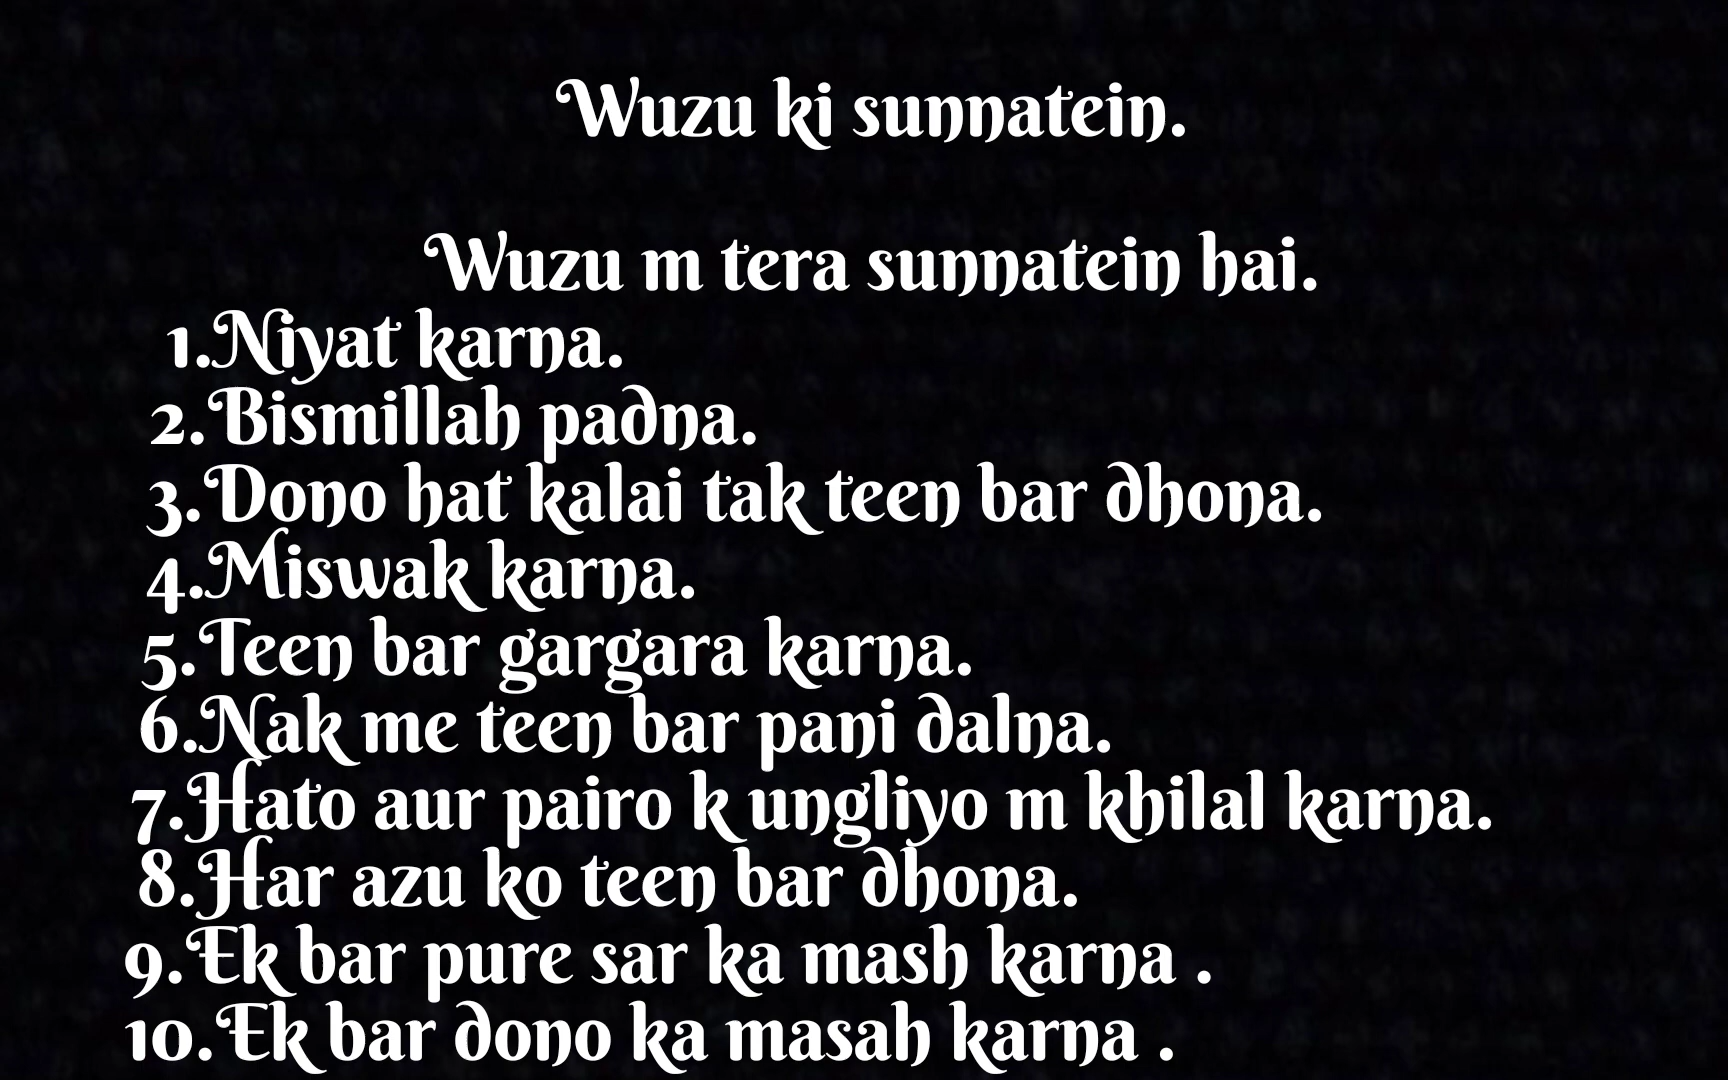 Wuzu ki sunnatein.
Wuzu m tera sunnatein hai.
1.Niyat karna.
2.Bismillah padna.
3.Dono hat kalai tak teen bar dhona.
4.Miswak karna.
5.Teen bar gargara karna.
6.Nak me teen bar pani dalna.
7.Hato aur pairo k ungliyo m khilal karna.
8.Har azu ko teen bar dhona.
9.Ek bar pure sar ka mash karna .
10.Ek bar dono ka masah karna .